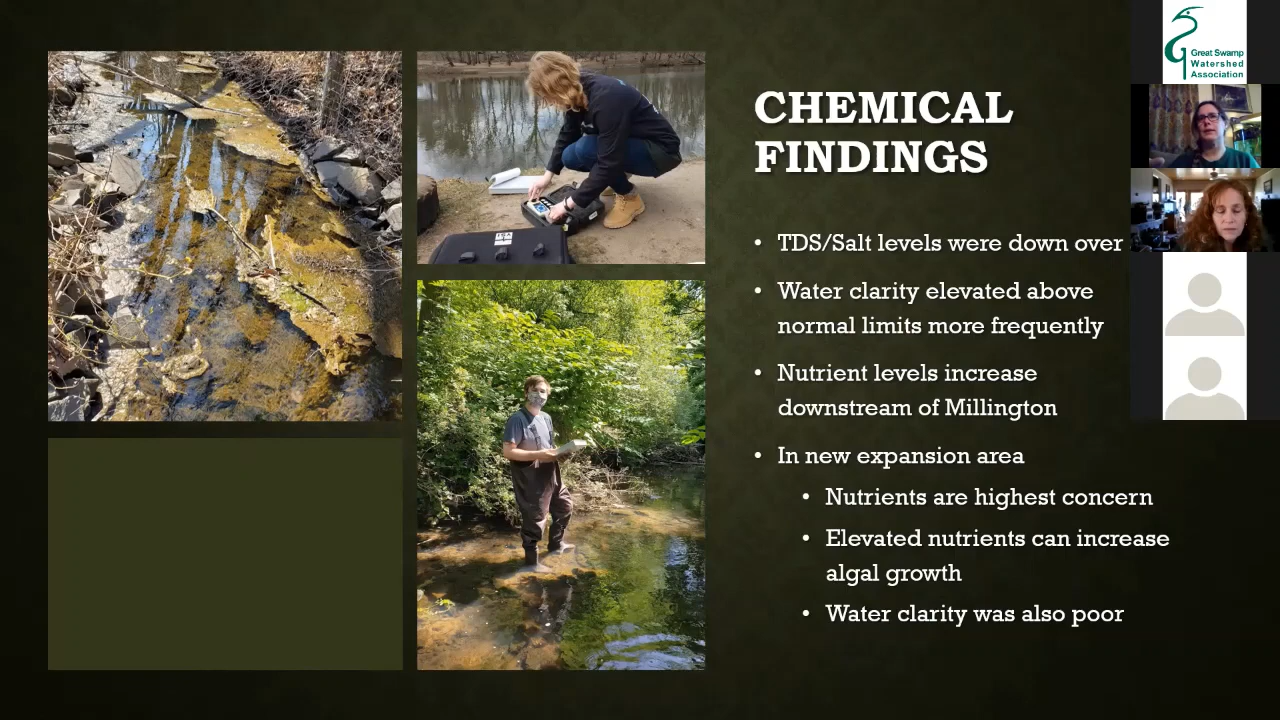 CHEMICAL
FINDINGS
• TDS/Salt levels were down over
• Water clarity elevated above
normal limits more frequently
• Nutrient levels increase
downstream of Millington
• In new expansion area
• Nutrients are highest concern
• Elevated nutrients can increase
algal growth
• Water clarity was also poor
Great Swamp
Watershed
Association